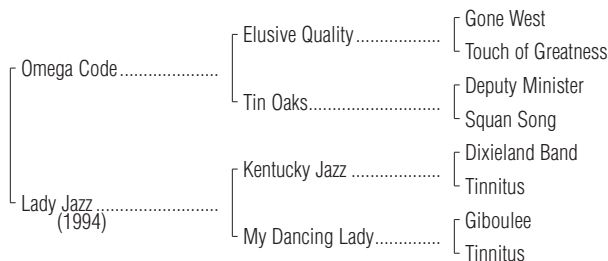 Gone West
Elusive Quality
Touch of Greatness
Omega Code
Deputy Minister
Tin Oaks
Squan Song
Dixieland Band
Kentucky Jazz
Tinnitus
Lady Jazz
(1994)
Giboulee
My Dancing Lady
Tinnitus